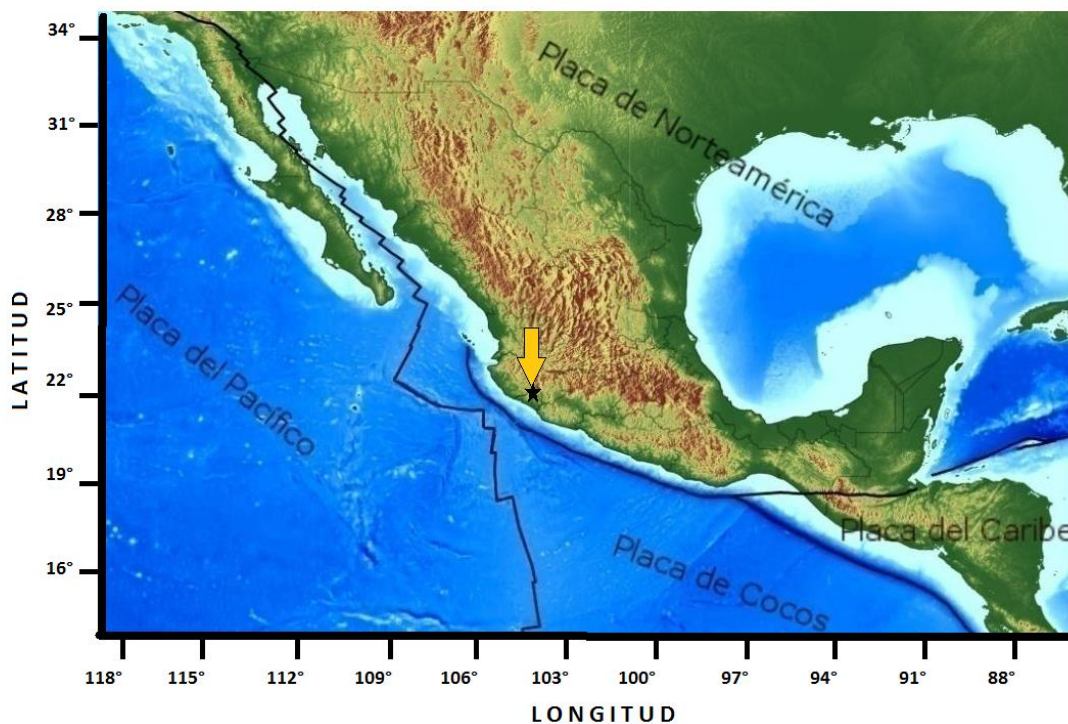 34°
31°
28°
25°
22°
19°
16°
LATITUD
Placa de Norteamérica
Placa del Pacífico
Placa de Cocos
Placa del Caribe
118° 115° 112° 109° 106° 103° 100° 97° 94° 91° 88°
LONGITUD